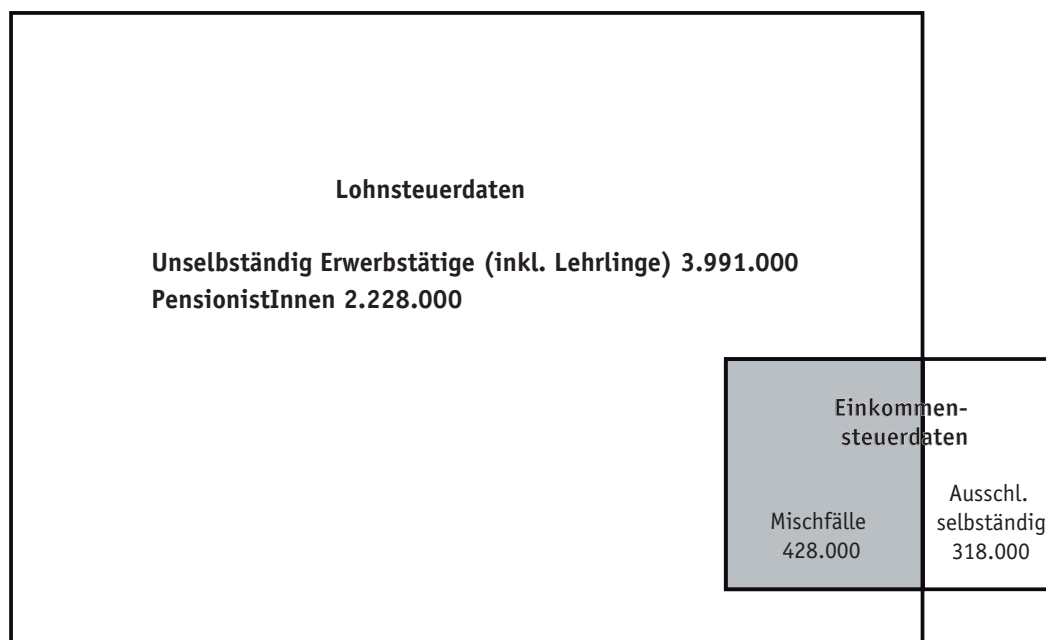 Lohnsteuerdaten
Unselbständig Erwerbstätige (inkl. Lehrlinge) 3.991.000
PensionistInnen 2.228.000
Einkommen-
steuerdaten
Mischfälle
428.000
Ausschl.
selbständig
318.000